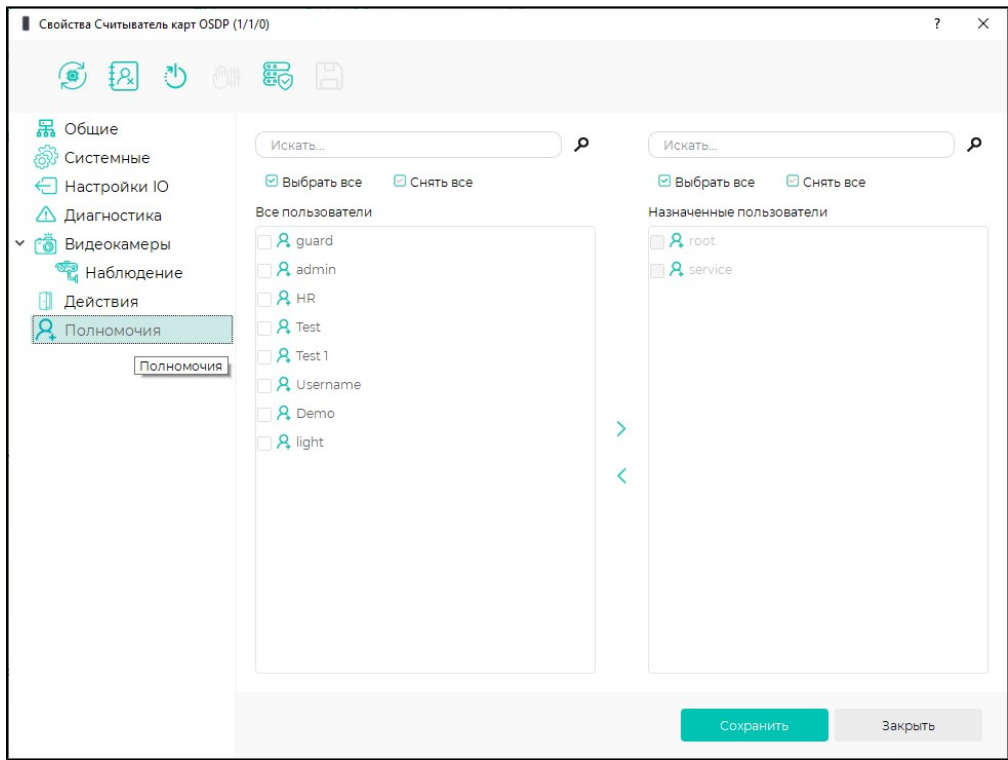 Свойства Считыватель карт OSDP (1/1/0)
?
Общие
Системные
Настройки IO
Диагностика
Видеокамеры
Наблюдение
Действия
Полномочия
Полномочия
Искать...
Выбрать все Снять все
Все пользователи
guard
admin
HR
Test
Test 1
Username
Demo
light
Искать...
Выбрать все Снять все
Назначенные пользователи
root
service
Сохранить Закрыть